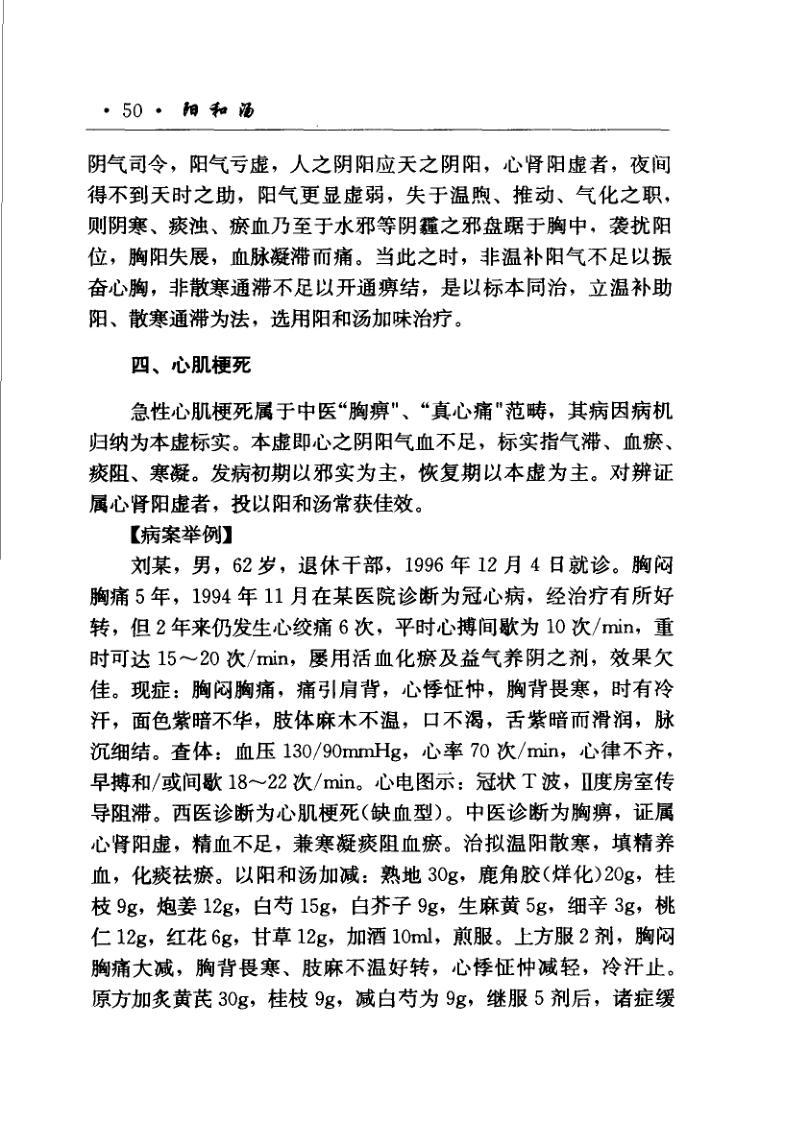 · 50 · 阳和汤
阴气司令，阳气亏虚，人之阴阳应天之阴阳，心肾阳虚者，夜间
得不到天时之助，阳气更显虚弱，失于温煦、推动、气化之职，
则阴寒、痰浊、瘀血乃至于水邪等阴霾之邪盘踞于胸中，袭扰阳
位，胸阳失展，血脉凝滞而痛。当此之时，非温补阳气不足以振
奋心胸，非散寒通滞不足以开通痹结，是以标本同治，立温补助
阳、散寒通滞为法，选用阳和汤加味治疗。
四、心肌梗死
急性心肌梗死属于中医“胸痹"、“真心痛"范畴，其病因病机
归纳为本虚标实。本虚即心之阴阳气血不足，标实指气滞、血瘀、
痰阻、寒凝。发病初期以邪实为主，恢复期以本虚为主。对辨证
属心肾阳虚者，投以阳和汤常获佳效。
【病案举例】
刘某，男，62岁，退休干部，1996年12月4日就诊。胸闷
胸痛5年，1994年11月在某医院诊断为冠心病，经治疗有所好
转，但2年来仍发生心绞痛6次，平时心搏间歇为10次/min，重
时可达15～20次/min，屡用活血化瘀及益气养阴之剂，效果欠
佳。现症：胸闷胸痛，痛引肩背，心悸怔忡，胸背畏寒，时有冷
汗，面色紫暗不华，肢体麻木不温，口不渴，舌紫暗而滑润，脉
沉细结。查体：血压130/90mmHg，心率70次/min，心律不齐，
早搏和/或间歇18～22次/min。心电图示：冠状T波，Ⅱ度房室传
导阻滞。西医诊断为心肌梗死(缺血型)。中医诊断为胸痹，证属
心肾阳虚，精血不足，兼寒凝痰阻血瘀。治拟温阳散寒，填精养
血，化痰祛瘀。以阳和汤加减：熟地30g，鹿角胶(烊化)20g，桂
枝9g，炮姜12g，白芍15g，白芥子9g，生麻黄5g，细辛3g，桃
仁12g，红花6g，甘草12g，加酒10ml，煎服。上方服2剂，胸闷
胸痛大减，胸背畏寒、肢麻不温好转，心悸怔忡减轻，冷汗止。
原方加炙黄芪30g，桂枝9g，减白芍为9g，继服5剂后，诸症缓